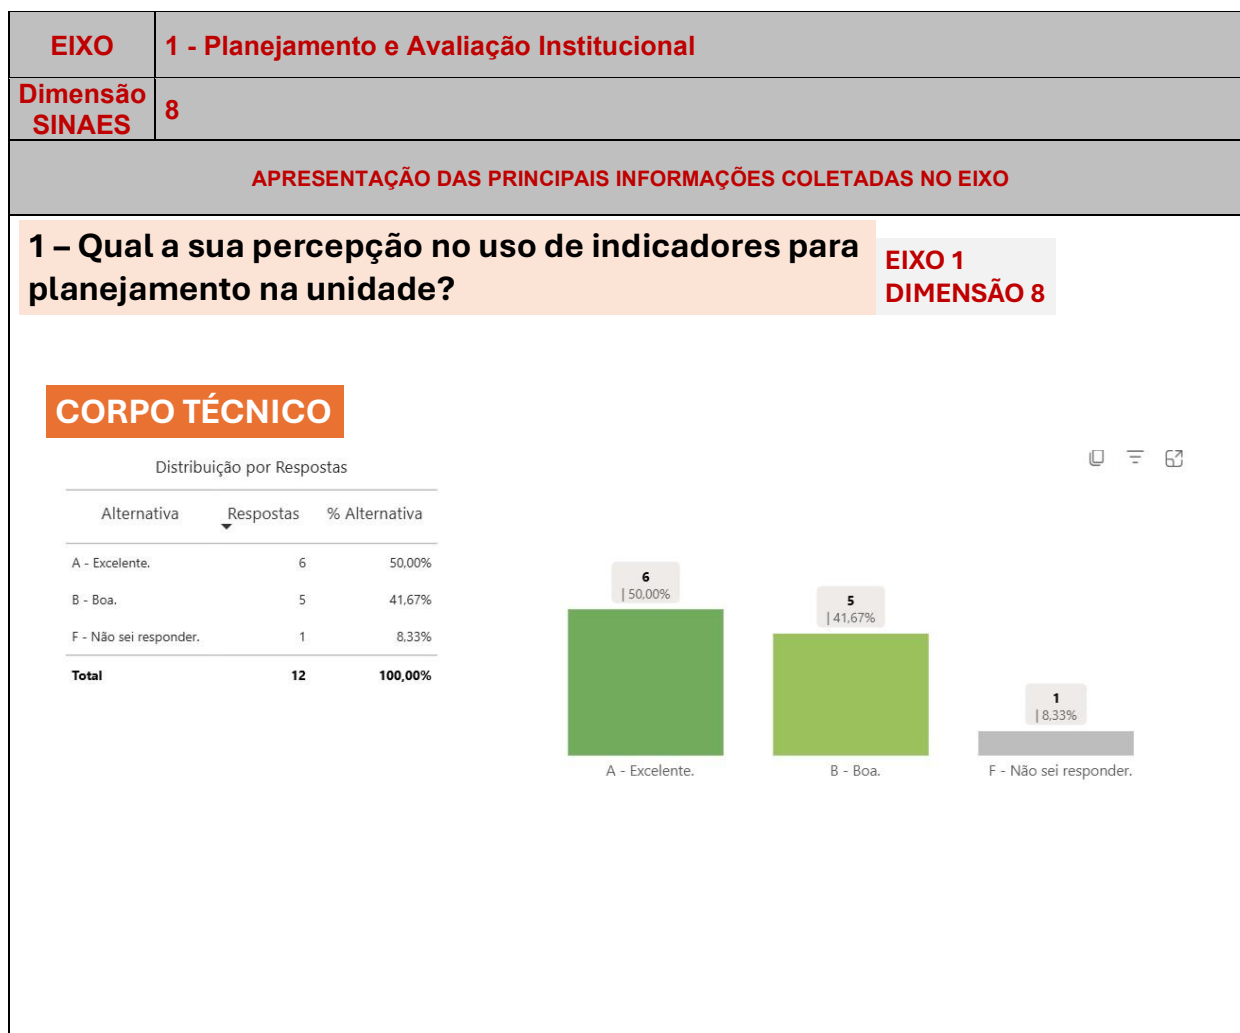 EIXO 1 - Planejamento e Avaliação Institucional
Dimensão
SINAES 8
APRESENTAÇÃO DAS PRINCIPAIS INFORMAÇÕES COLETADAS NO EIXO
1 – Qual a sua percepção no uso de indicadores para
planejamento na unidade?
EIXO 1
DIMENSÃO 8
CORPO TÉCNICO
Distribuição por Respostas
Alternativa Respostas % Alternativa
A - Excelente. 6 50,00%
B - Boa. 5 41,67%
F - Não sei responder. 1 8,33%
Total 12 100,00%
6
| 50,00%
5
| 41,67%
1
| 8,33%
A - Excelente. B - Boa. F - Não sei responder.